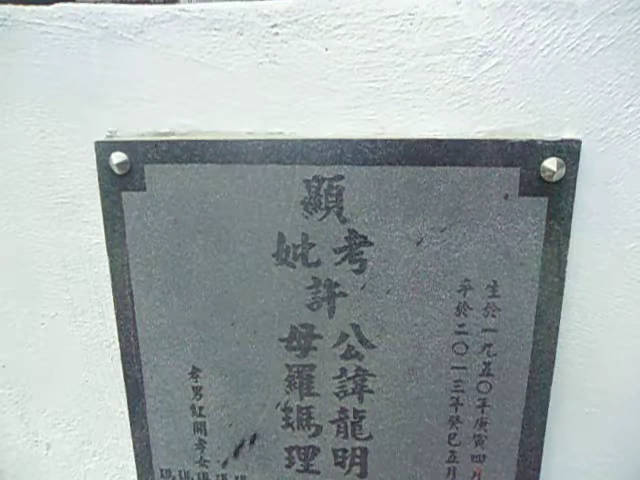 生於一九五〇年庚寅四月
卒於二〇一三年癸巳五月
顯
考妣
許
公諱龍明
母羅瑪理
孝男紅開孝女